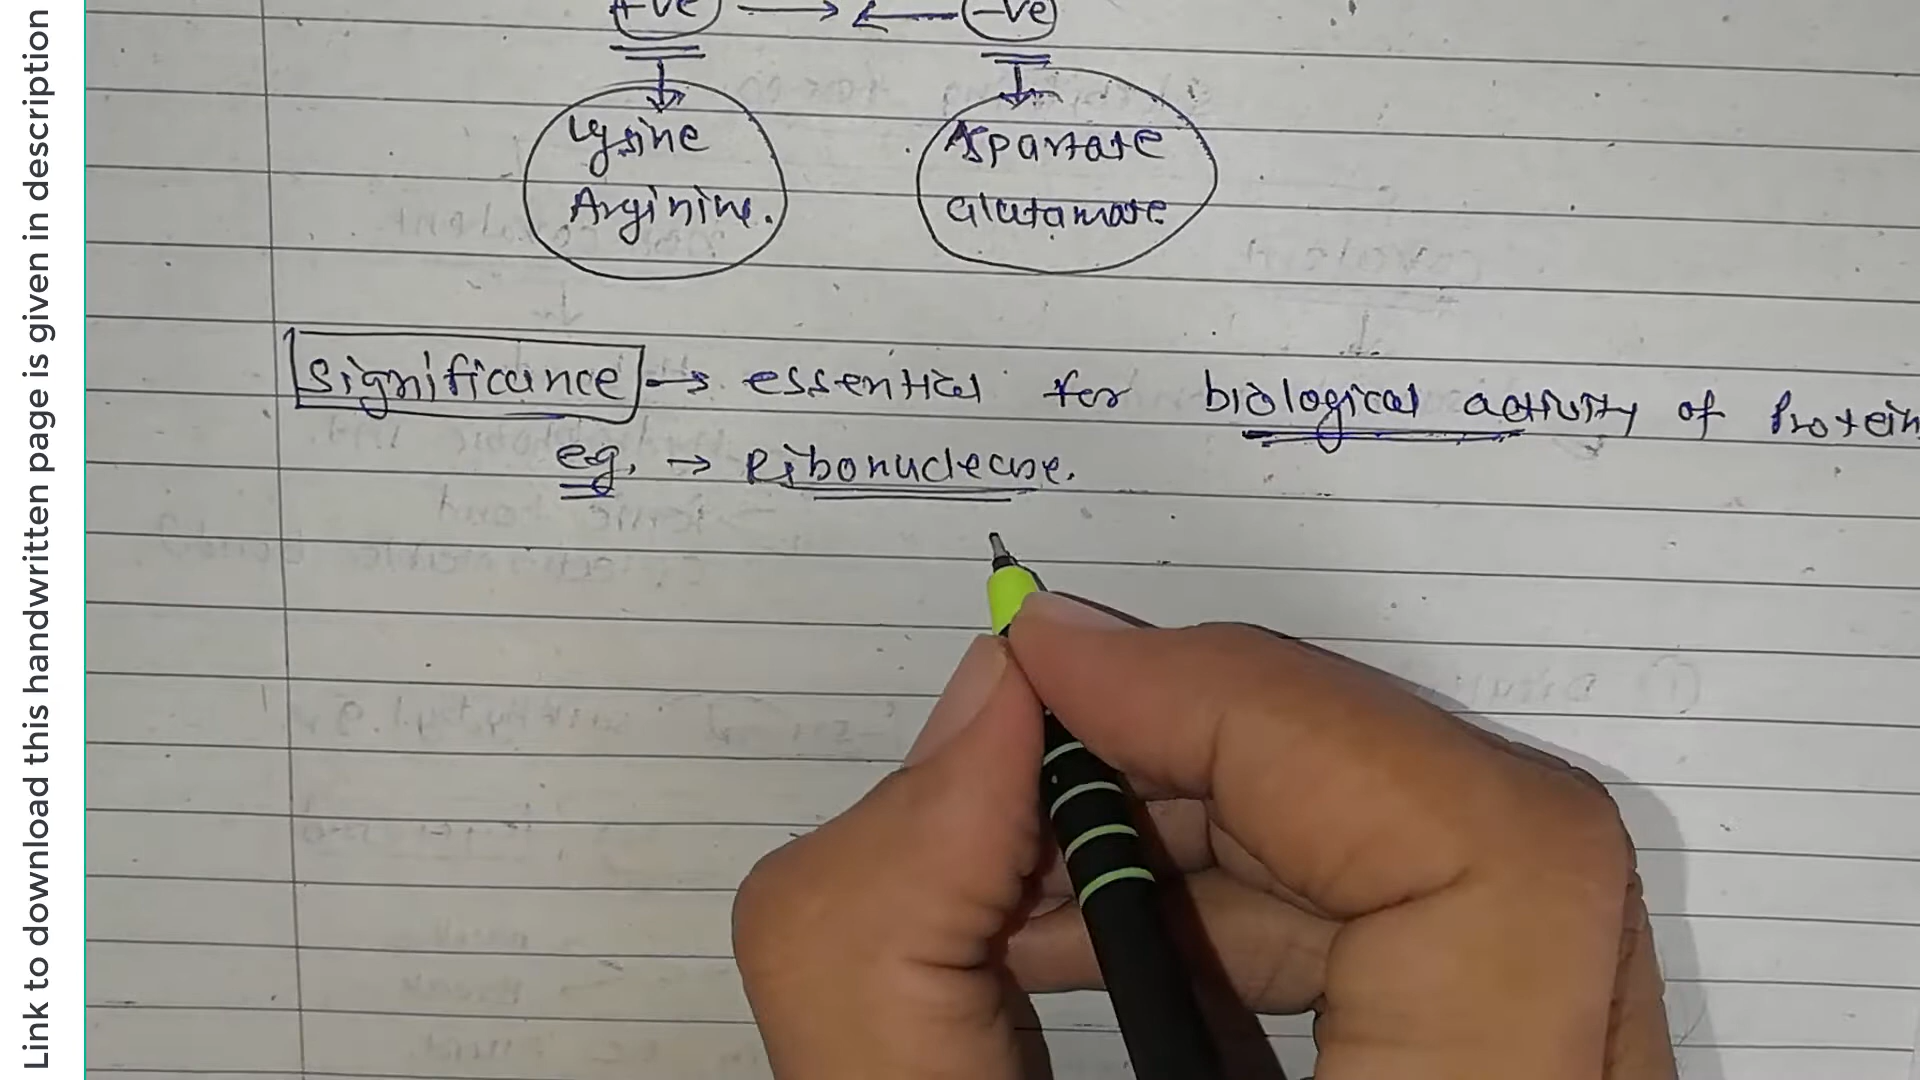 Link to download this handwritten page is given in description
+ve → ← -ve
Lysine
Arginine.
Aspartate
Glutamate
Significance → essential for biological activity of Protein
eg. → Ribonuclease.